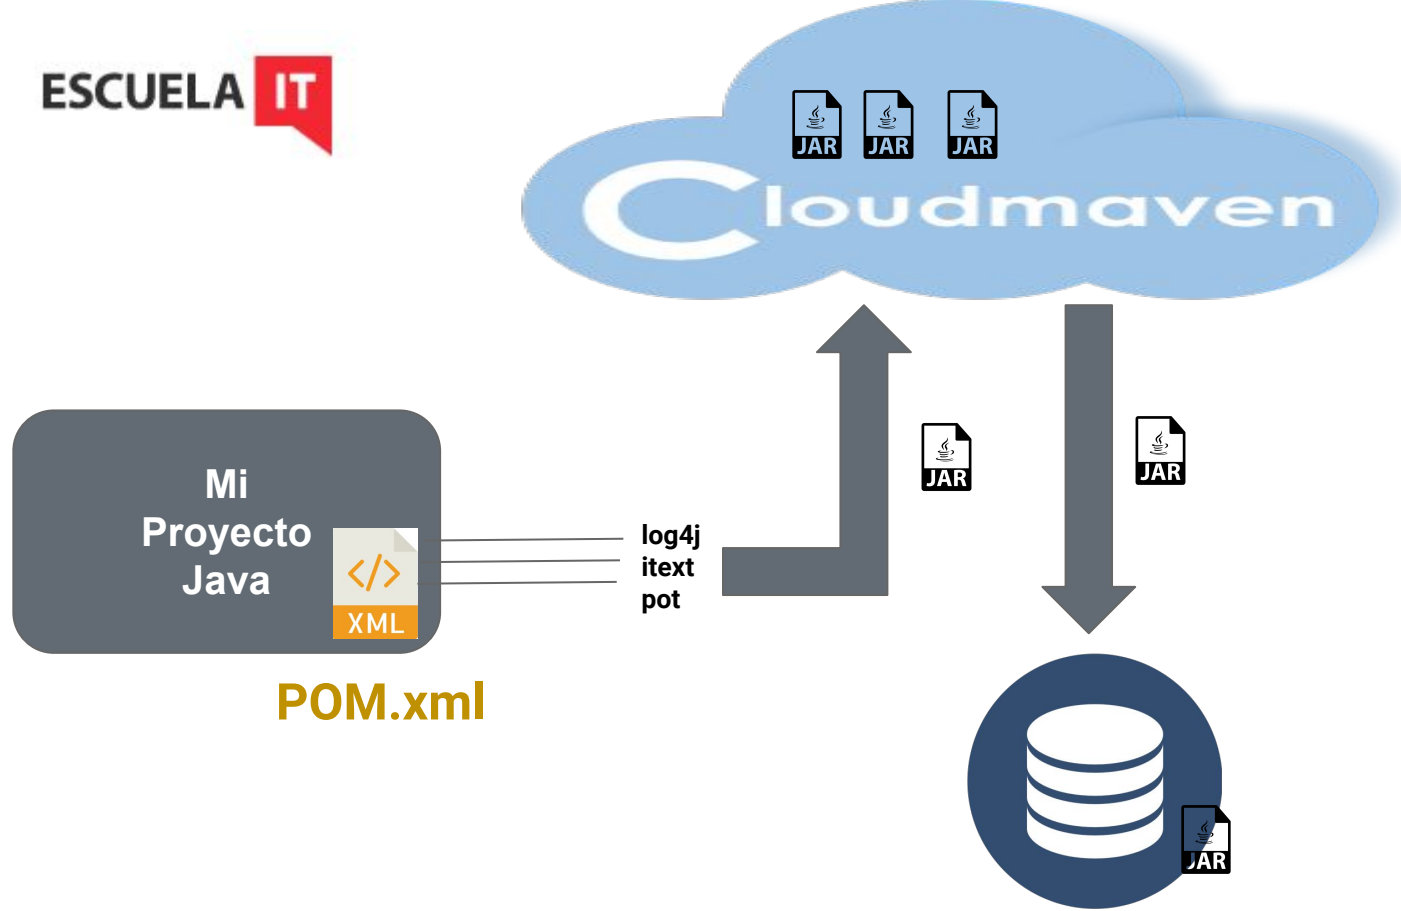 ESCUELA IT
JAR JAR JAR
Cloudmaven
JAR
JAR
Mi
Proyecto
Java
XML
log4j
itext
pot
POM.xml
JAR